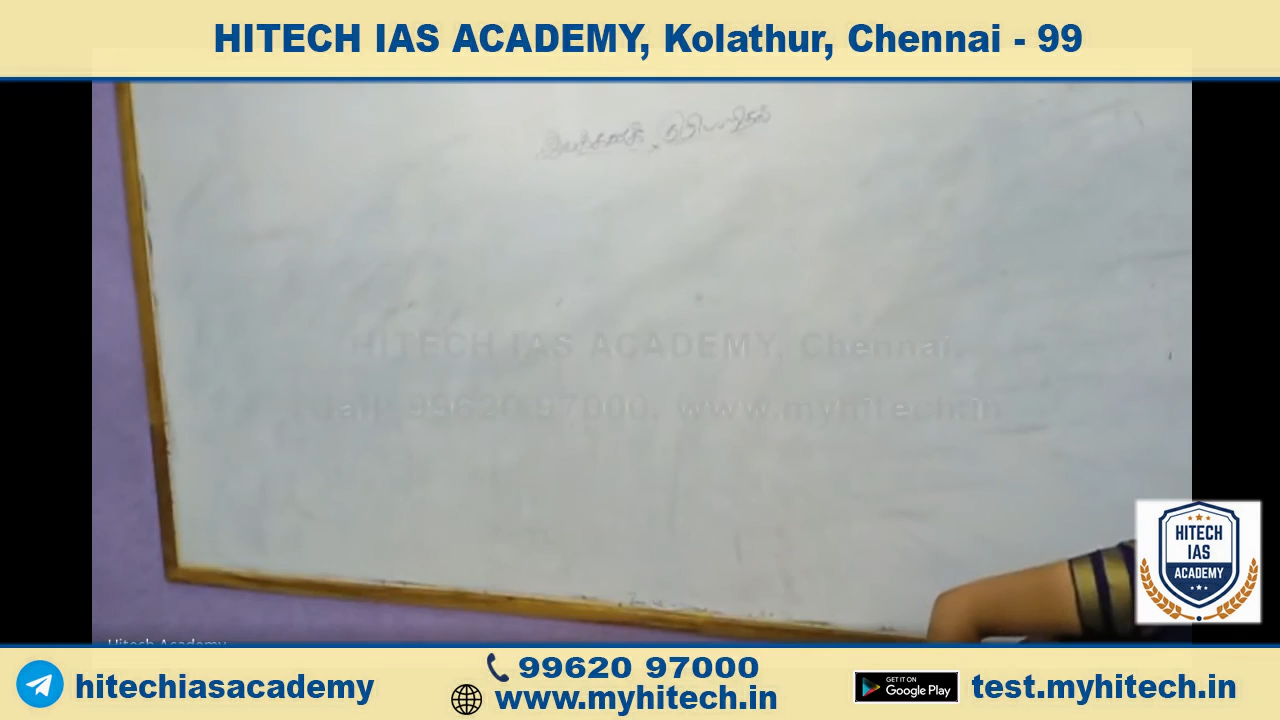 HITECH IAS ACADEMY, Kolathur, Chennai - 99
HITECH IAS ACADEMY, Chennai.
Call: 99620 97000. www.myhitech.in
HITECH
IAS
ACADEMY
Hitech Academy
hitechiasacademy
99620 97000
www.myhitech.in
GET IT ON
Google Play
test.myhitech.in